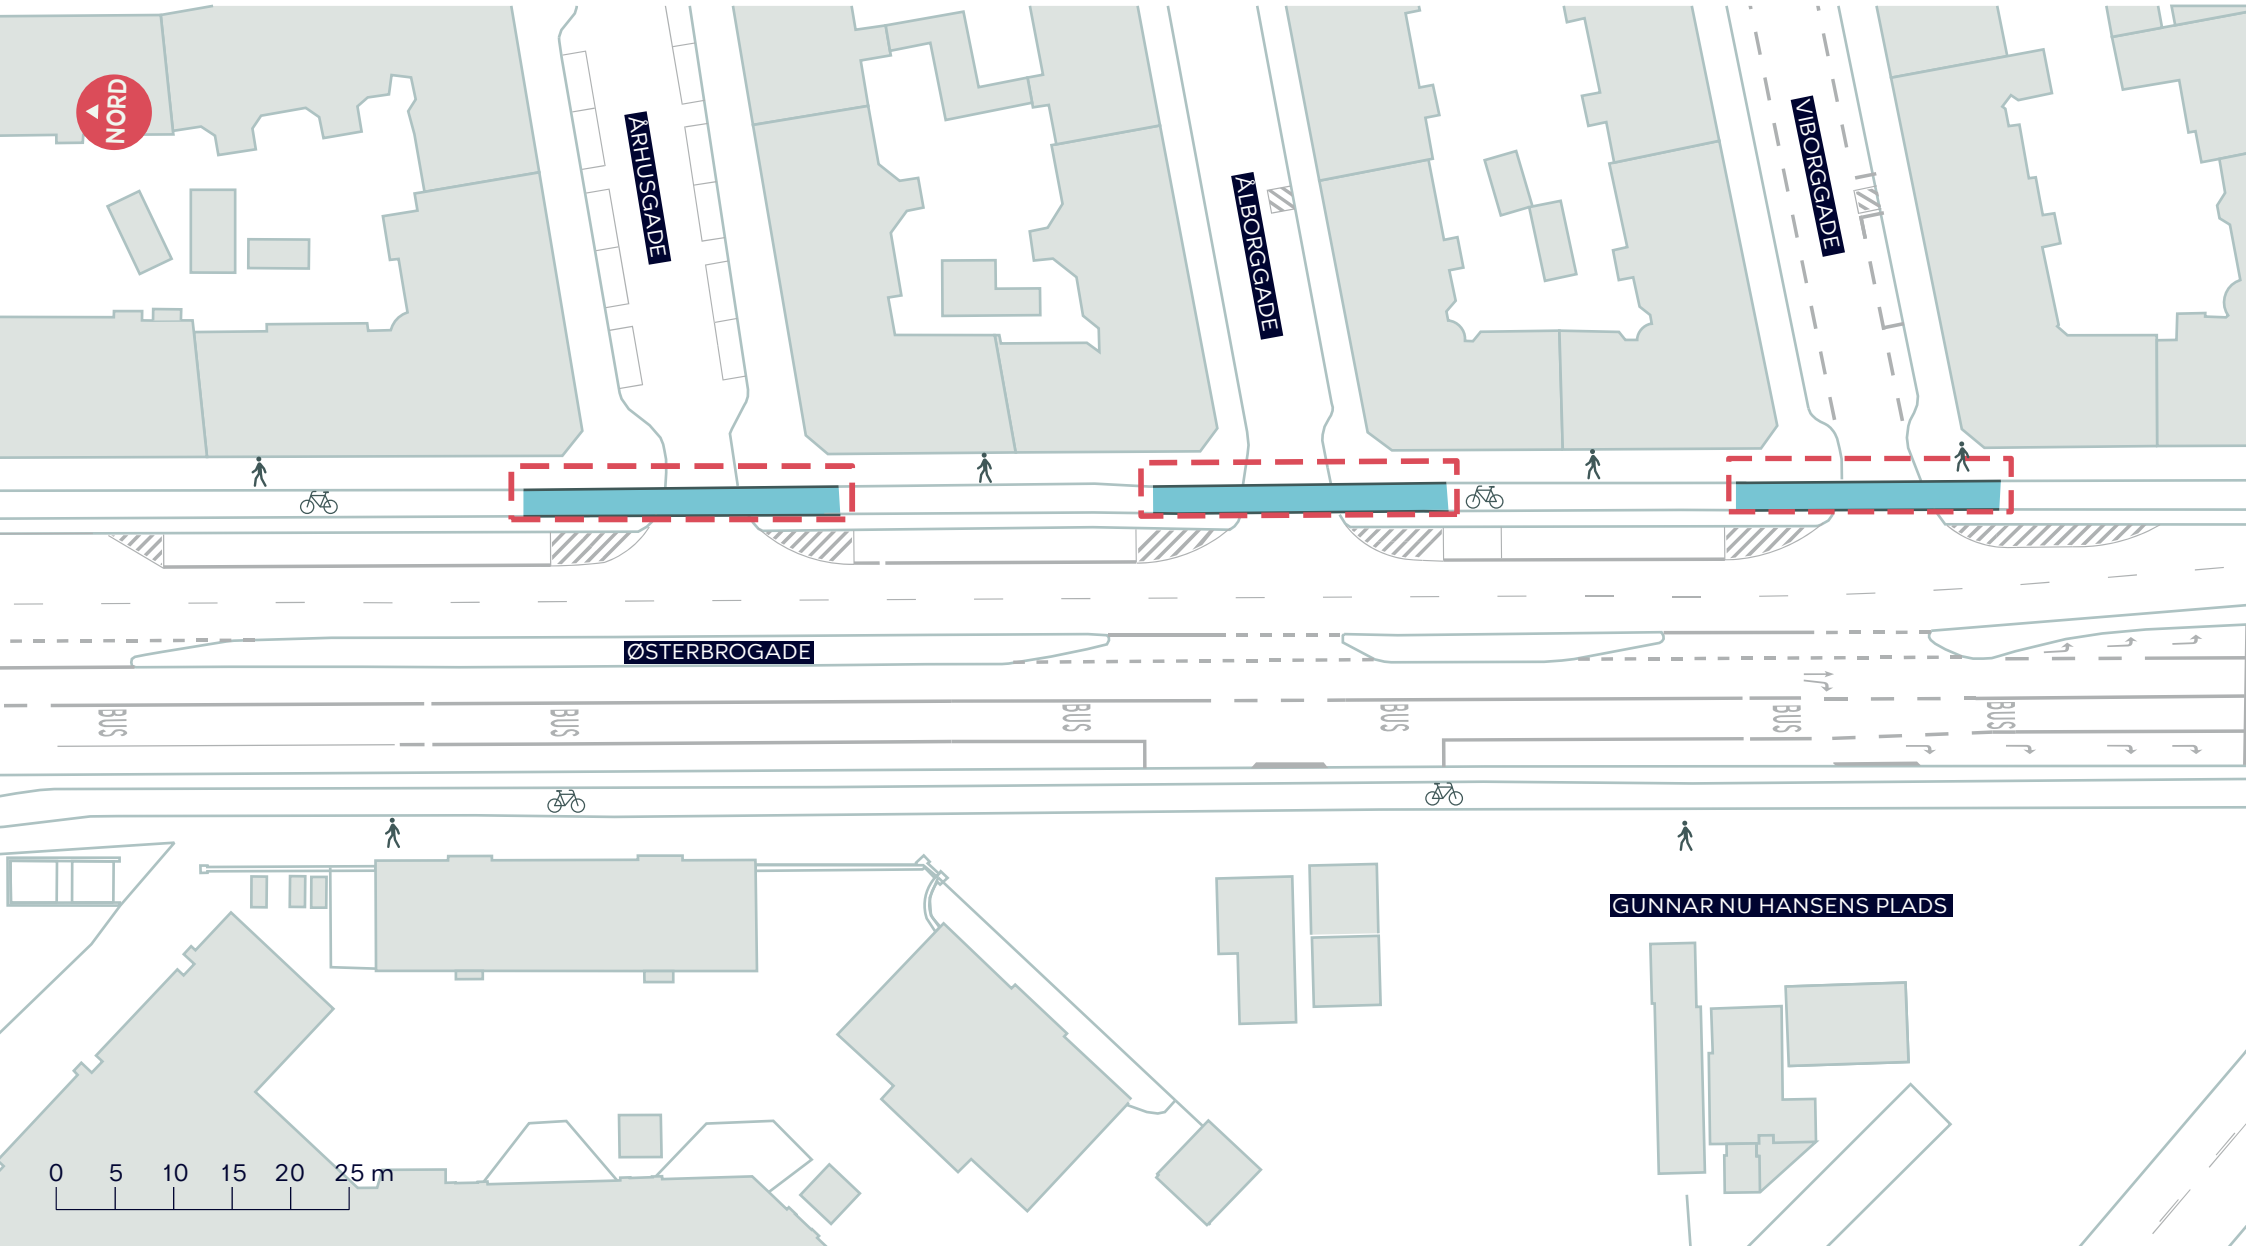 NORD
ÅRHUSGADE
ÅLBORGGADE
VIBORGGADE
ØSTERBROGADE
BUS
BUS
BUS
BUS
BUS
BUS
GUNNAR NU HANSENS PLADS
0 5 10 15 20 25 m